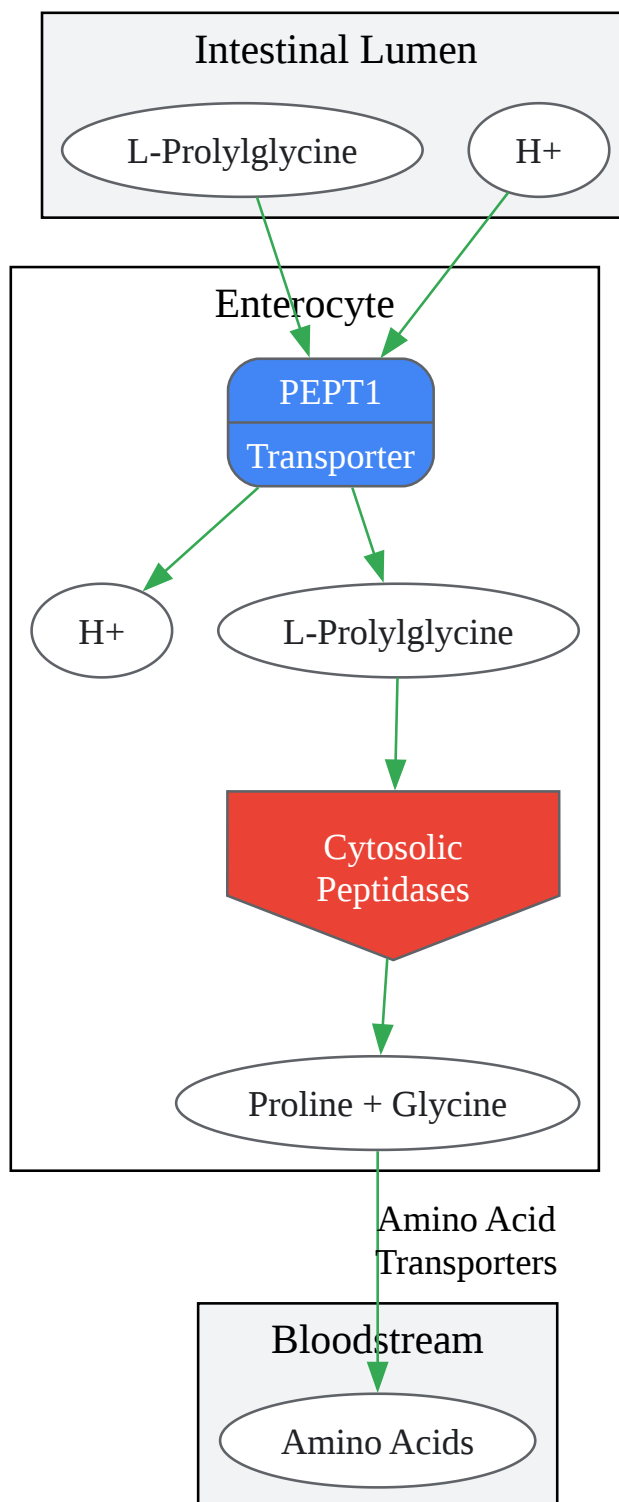 Intestinal Lumen
L-Prolylglycine
H+
Enterocyte
PEPT1
Transporter
H+
L-Prolylglycine
Cytosolic
Peptidases
Proline + Glycine
Amino Acid
Transporters
Bloodstream
Amino Acids